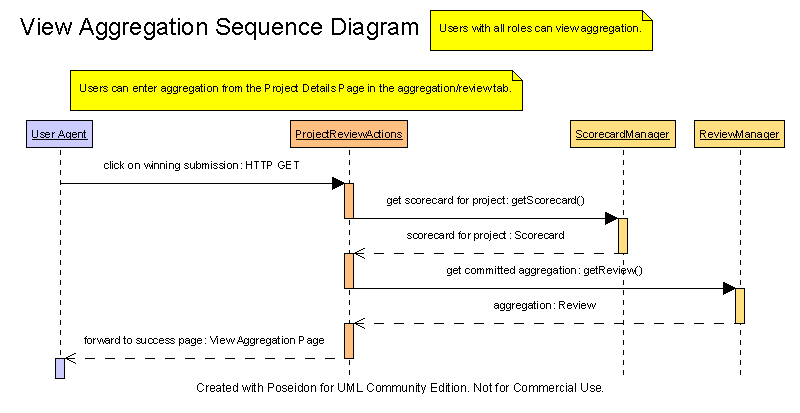 View Aggregation Sequence Diagram
Users with all roles can view aggregation.
Users can enter aggregation from the Project Details Page in the aggregation/review tab.
User Agent
ProjectReviewActions
ScorecardManager
ReviewManager
click on winning submission: HTTP GET
get scorecard for project: getScorecard()
scorecard for project : Scorecard
get committed aggregation: getReview()
aggregation: Review
forward to success page: View Aggregation Page
Created with Poseidon for UML Community Edition. Not for Commercial Use.